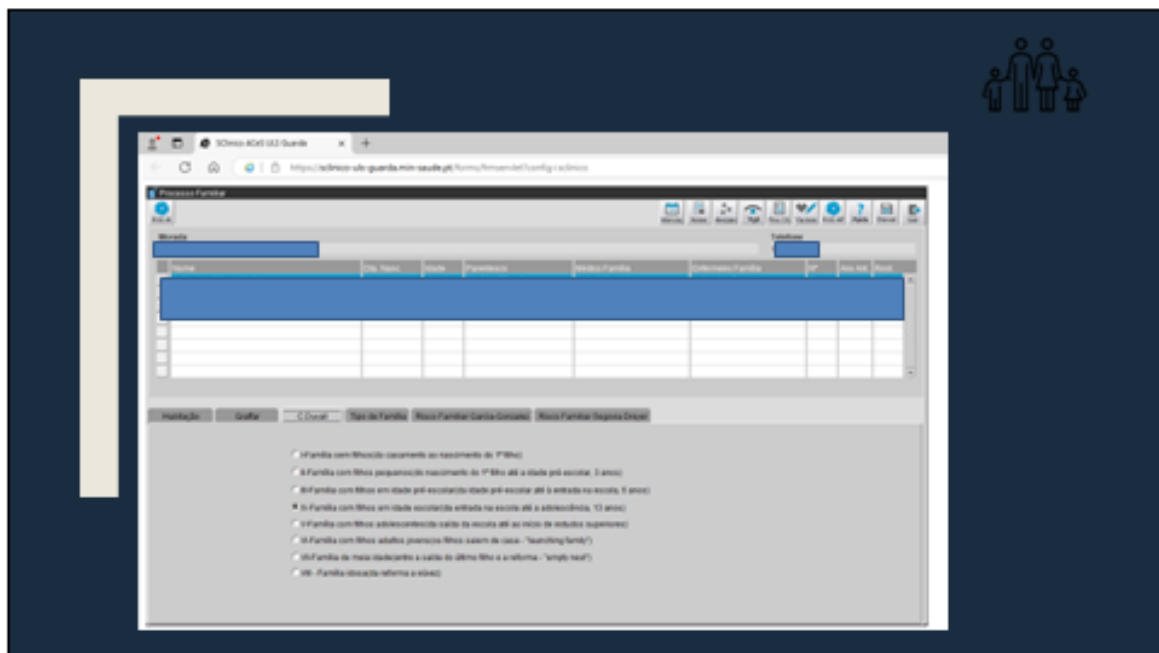 SClinico ACeS ULS Guarda
https://sclinico-uls-guarda.min-saude.pt/forms/frmservlet?config=sclinico
Processo Familiar
Morada Telefone
Nome Dta. Nasc. Idade Parentesco Médico Família Enfermeiro Família Nº
Habitação Graffar C.Duvall Tipo de Família Risco Familiar Garcia-Gonzalez Risco Familiar Segovia Dreyer
I-Família sem filhos(do casamento ao nascimento do 1º filho)
II-Família com filhos pequenos(do nascimento do 1º filho até a idade pré-escolar, 3 anos)
III-Família com filhos em idade pré-escolar(da idade pré-escolar até à entrada na escola, 5 anos)
IV-Família com filhos em idade escolar(da entrada na escola até a adolescência, 13 anos)
V-Família com filhos adolescentes(da saída da escola até ao início de estudos superiores)
VI-Família com filhos adultos jovens(os filhos saiem de casa - "launching family")
VII-Família de meia idade(entre a saída do último filho e a reforma - "empty nest")
VIII - Família idosa(da reforma a viúvez)